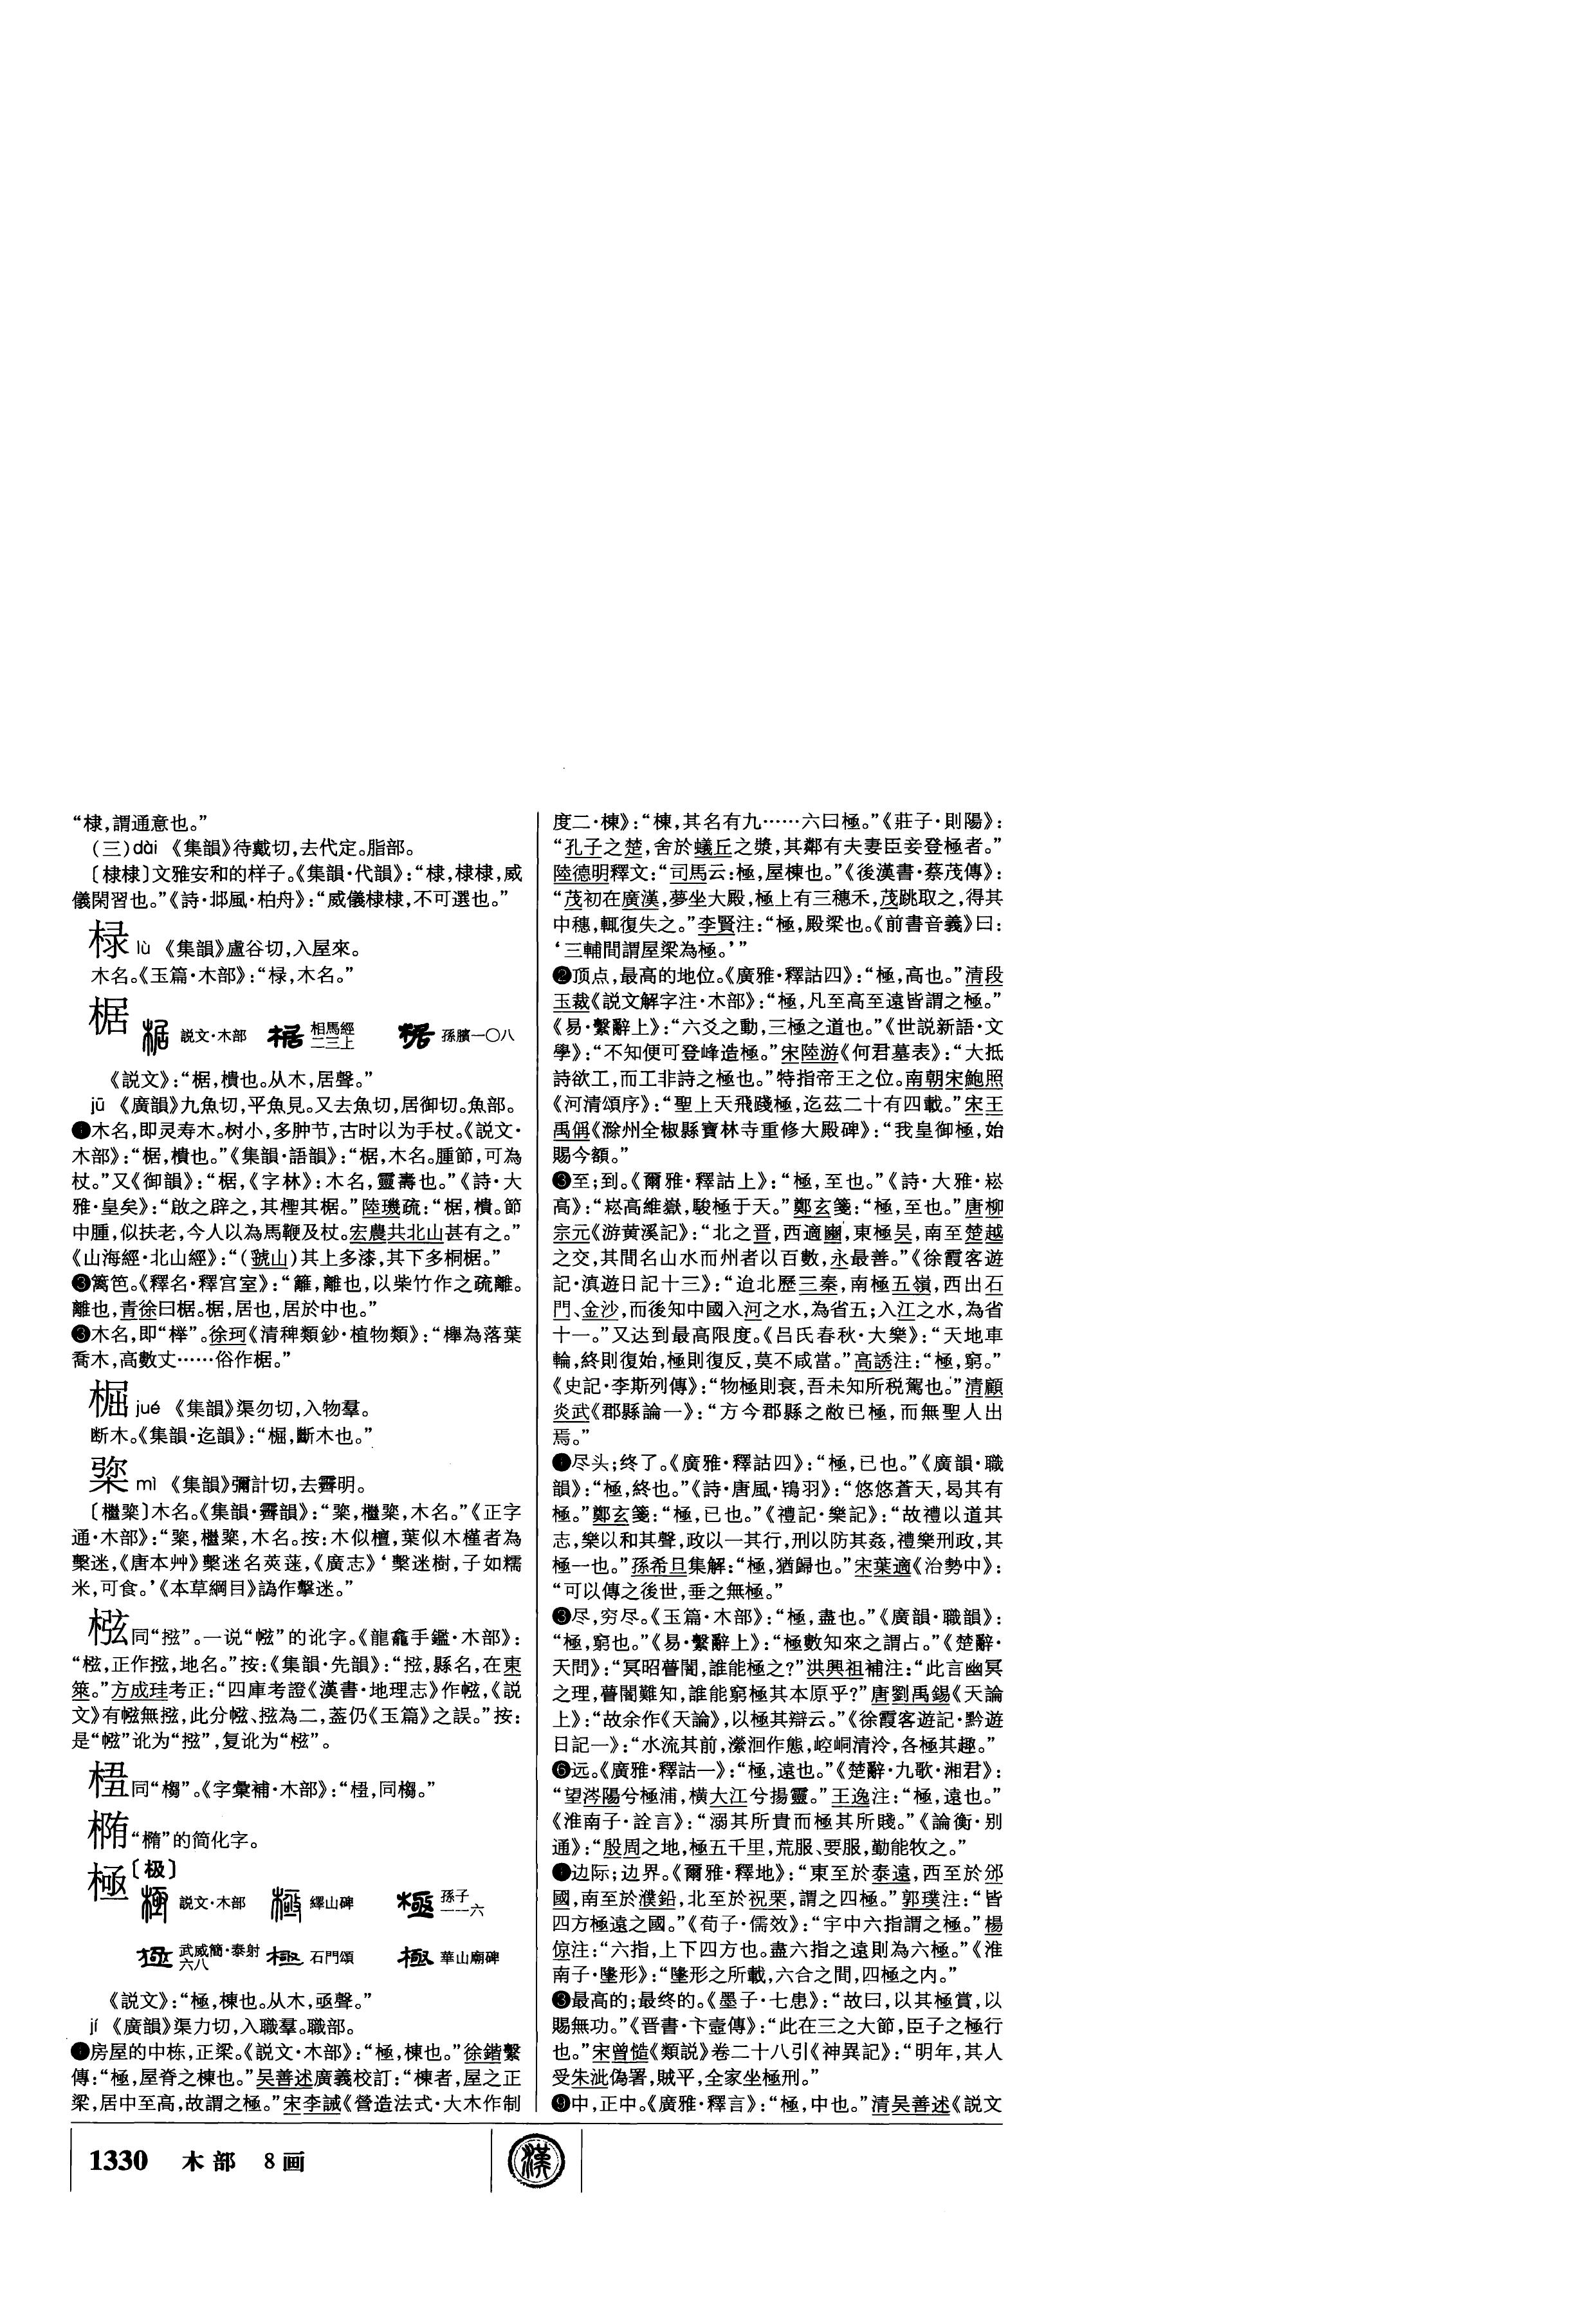 “棣，謂通意也。”
（三）dài 《集韻》待戴切，去代定。脂部。
〔棣棣〕文雅安和的样子。《集韻·代韻》：“棣，棣棣，威
儀閑習也。”《詩·邶風·柏舟》：“威儀棣棣，不可選也。”
椂 lù 《集韻》盧谷切，入屋來。
木名。《玉篇·木部》：“椂，木名。”
椐
説文·木部 相馬經二三上 孫臏一〇八
《説文》：“椐，樻也。从木，居聲。”
jū 《廣韻》九魚切，平魚見。又去魚切，居御切。魚部。
木名，即灵寿木。树小，多肿节，古时以为手杖。《説文·
木部》：“椐，樻也。”《集韻·語韻》：“椐，木名。腫節，可為
杖。”又《御韻》：“椐，《字林》：木名，靈壽也。”《詩·大
雅·皇矣》：“啟之辟之，其檉其椐。”陸璣疏：“椐，樻。節
中腫，似扶老，今人以為馬鞭及杖。宏農共北山甚有之。”
《山海經·北山經》：“（虢山）其上多漆，其下多桐椐。”
篱笆。《釋名·釋宫室》：“籬，離也，以柴竹作之疏離。
離也，青徐曰椐。椐，居也，居於中也。”
❸木名，即“榉”。徐珂《清稗類鈔·植物類》：“櫸為落葉
喬木，高數丈……俗作椐。”
㭾 jué 《集韻》渠勿切，入物羣。
断木。《集韻·迄韻》：“㭾，斷木也。”
mì 《集韻》彌計切，去霽明。
木名。《集韻·霽韻》：木名。”《正字
通·木部》：木名。按：木似檀，葉似木槿者為
檕迷，《唐本艸》檕迷名莢蒾，《廣志》‘檕迷樹，子如糯
米，可食。’《本草綱目》譌作擊迷。”
同 一说 的讹字。《龍龕手鑑·木部》：
正作 地名。”按：《集韻·先韻》： 縣名，在東
萊。”方成珪考正：“四庫考證《漢書·地理志》作 《説
文》有 無 此分 為二，蓋仍《玉篇》之誤。”按：
是 讹为 复讹为
同“櫋”。《字彙補·木部》： 同櫋。”
椭 “橢”的简化字。
極〔极〕
説文·木部 繹山碑 孫子一一六
武威簡·泰射六八 石門頌 華山廟碑
《説文》：“極，棟也。从木，亟聲。”
jí 《廣韻》渠力切，入職羣。職部。
房屋的中栋，正梁。《説文·木部》：“極，棟也。”徐鍇繫
傳：“極，屋脊之棟也。”吴善述廣義校訂：“棟者，屋之正
梁，居中至高，故謂之極。”宋李誡《營造法式·大木作制
度二·棟》：“棟，其名有九……六曰極。”《莊子·則陽》：
“孔子之楚，舍於蟻丘之漿，其鄰有夫妻臣妾登極者。”
陸德明釋文：“司馬云：極，屋棟也。”《後漢書·蔡茂傳》：
“茂初在廣漢，夢坐大殿，極上有三穗禾，茂跳取之，得其
中穗，輒復失之。”李賢注：“極，殿梁也。《前書音義》曰：
‘三輔間謂屋梁為極。’”
❷顶点，最高的地位。《廣雅·釋詁四》：“極，高也。”清段
玉裁《説文解字注·木部》：“極，凡至高至遠皆謂之極。”
《易·繫辭上》：“六爻之動，三極之道也。”《世説新語·文
學》：“不知便可登峰造極。”宋陸游《何君墓表》：“大抵
詩欲工，而工非詩之極也。”特指帝王之位。南朝宋鮑照
《河清頌序》：“聖上天飛踐極，迄茲二十有四載。”宋王
禹偁《滁州全椒縣寶林寺重修大殿碑》：“我皇御極，始
賜今額。”
❸至；到。《爾雅·釋詁上》：“極，至也。”《詩·大雅·崧
高》：“崧高維嶽，駿極于天。”鄭玄箋：“極，至也。”唐柳
宗元《游黄溪記》：“北之晋，西適豳，東極吴，南至楚越
之交，其間名山水而州者以百數，永最善。”《徐霞客遊
記·滇遊日記十三》：“迨北歷三秦，南極五嶺，西出石
門、金沙，而後知中國入河之水，為省五；入江之水，為省
十一。”又达到最高限度。《吕氏春秋·大樂》：“天地車
輪，終則復始，極則復反，莫不咸當。”高誘注：“極，窮。”
《史記·李斯列傳》：“物極則衰，吾未知所税駕也。”清顧
炎武《郡縣論一》：“方今郡縣之敝已極，而無聖人出
焉。”
尽头；终了。《廣雅·釋詁四》：“極，已也。”《廣韻·職
韻》：“極，終也。”《詩·唐風·鴇羽》：“悠悠蒼天，曷其有
極。”鄭玄箋：“極，已也。”《禮記·樂記》：“故禮以道其
志，樂以和其聲，政以一其行，刑以防其姦，禮樂刑政，其
極一也。”孫希旦集解：“極，猶歸也。”宋葉適《治勢中》：
“可以傳之後世，垂之無極。”
尽，穷尽。《玉篇·木部》：“極，盡也。”《廣韻·職韻》：
“極，窮也。”《易·繫辭上》：“極數知來之謂占。”《楚辭·
天問》：“冥昭瞢闇，誰能極之？”洪興祖補注：“此言幽冥
之理，瞢闇難知，誰能窮極其本原乎？”唐劉禹錫《天論
上》：“故余作《天論》，以極其辯云。”《徐霞客遊記·黔遊
日記一》：“水流其前，瀠洄作態，崆峒清泠，各極其趣。”
❻远。《廣雅·釋詁一》：“極，遠也。”《楚辭·九歌·湘君》：
“望涔陽兮極浦，横大江兮揚靈。”王逸注：“極，遠也。”
《淮南子·詮言》：“溺其所貴而極其所賤。”《論衡·别
通》：“殷周之地，極五千里，荒服、要服，勤能牧之。”
边际；边界。《爾雅·釋地》：“東至於泰遠，西至於邠
國，南至於濮鉛，北至於祝栗，謂之四極。”郭璞注：“皆
四方極遠之國。”《荀子·儒效》：“宇中六指謂之極。”楊
倞注：“六指，上下四方也。盡六指之遠則為六極。”《淮
南子·墬形》：“墬形之所載，六合之間，四極之内。”
最高的；最终的。《墨子·七患》：“故曰，以其極賞，以
賜無功。”《晋書·卞壼傳》：“此在三之大節，臣子之極行
也。”宋曾慥《類説》卷二十八引《神異記》：“明年，其人
受朱泚偽署，賊平，全家坐極刑。”
❾中，正中。《廣雅·釋言》：“極，中也。”清吴善述《説文
1330 木部 8画
漢